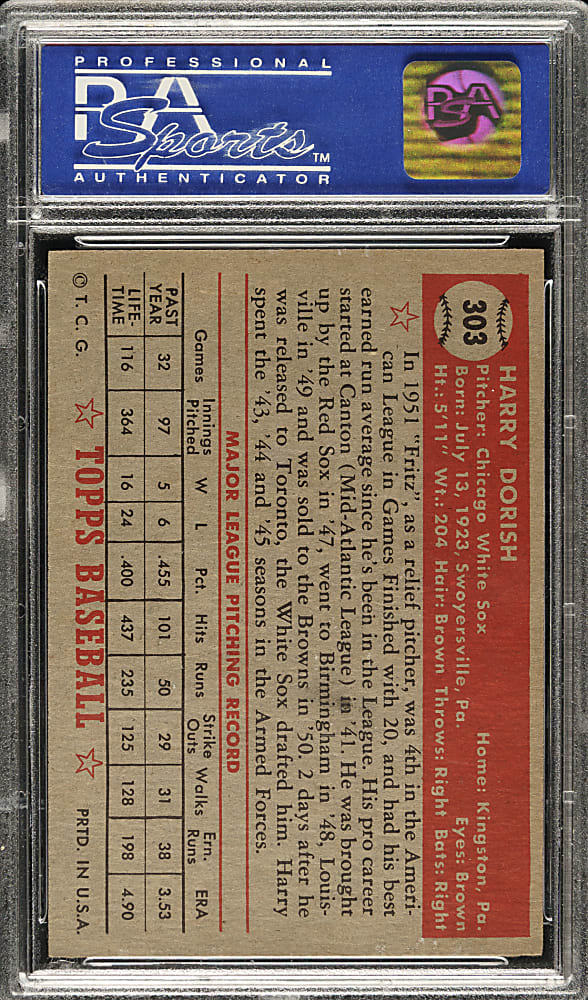 PROFESSIONAL
PSA
Sports™
AUTHENTICATOR
PSA
303
HARRY DORISH
Pitcher: Chicago White Sox Home: Kingston, Pa.
Born: July 13, 1923, Swoyersville, Pa. Eyes: Brown
Ht.: 5'11" Wt.: 204 Hair: Brown Throws: Right Bats: Right
In 1951 "Fritz", as a relief pitcher, was 4th in the Ameri-
can League in Games Finished with 20, and had his best
earned run average since he's been in the League. His pro career
started at Canton (Mid-Atlantic League) in '41. He was brought
up by the Red Sox in '47, went to Birmingham in '48, Louis-
ville in '49 and was sold to the Browns in '50. 2 days after he
was released to Toronto, the White Sox drafted him. Harry
spent the '43, '44 and '45 seasons in the Armed Forces.
MAJOR LEAGUE PITCHING RECORD
Games Innings Pitched W L Pct. Hits Runs Strike Outs Walks Ern. Runs ERA
PAST YEAR 32 97 5 6 .455 101 50 29 31 38 3.53
LIFE-TIME 116 364 16 24 .400 437 235 125 128 198 4.90
© T. C. G. TOPPS BASEBALL PRTD. IN U.S.A.